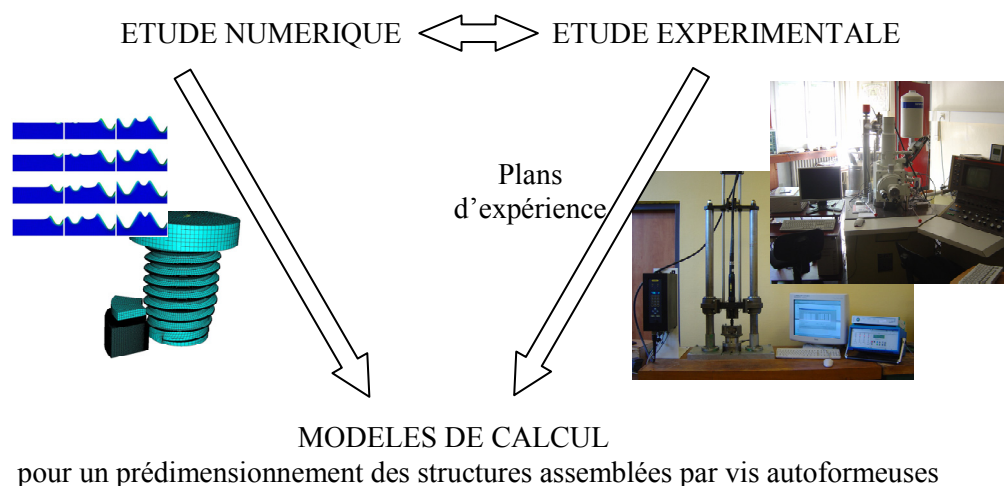 ETUDE NUMERIQUE
ETUDE EXPERIMENTALE
Plans
d'expérience
MODELES DE CALCUL
pour un prédimensionnement des structures assemblées par vis autoformeuses